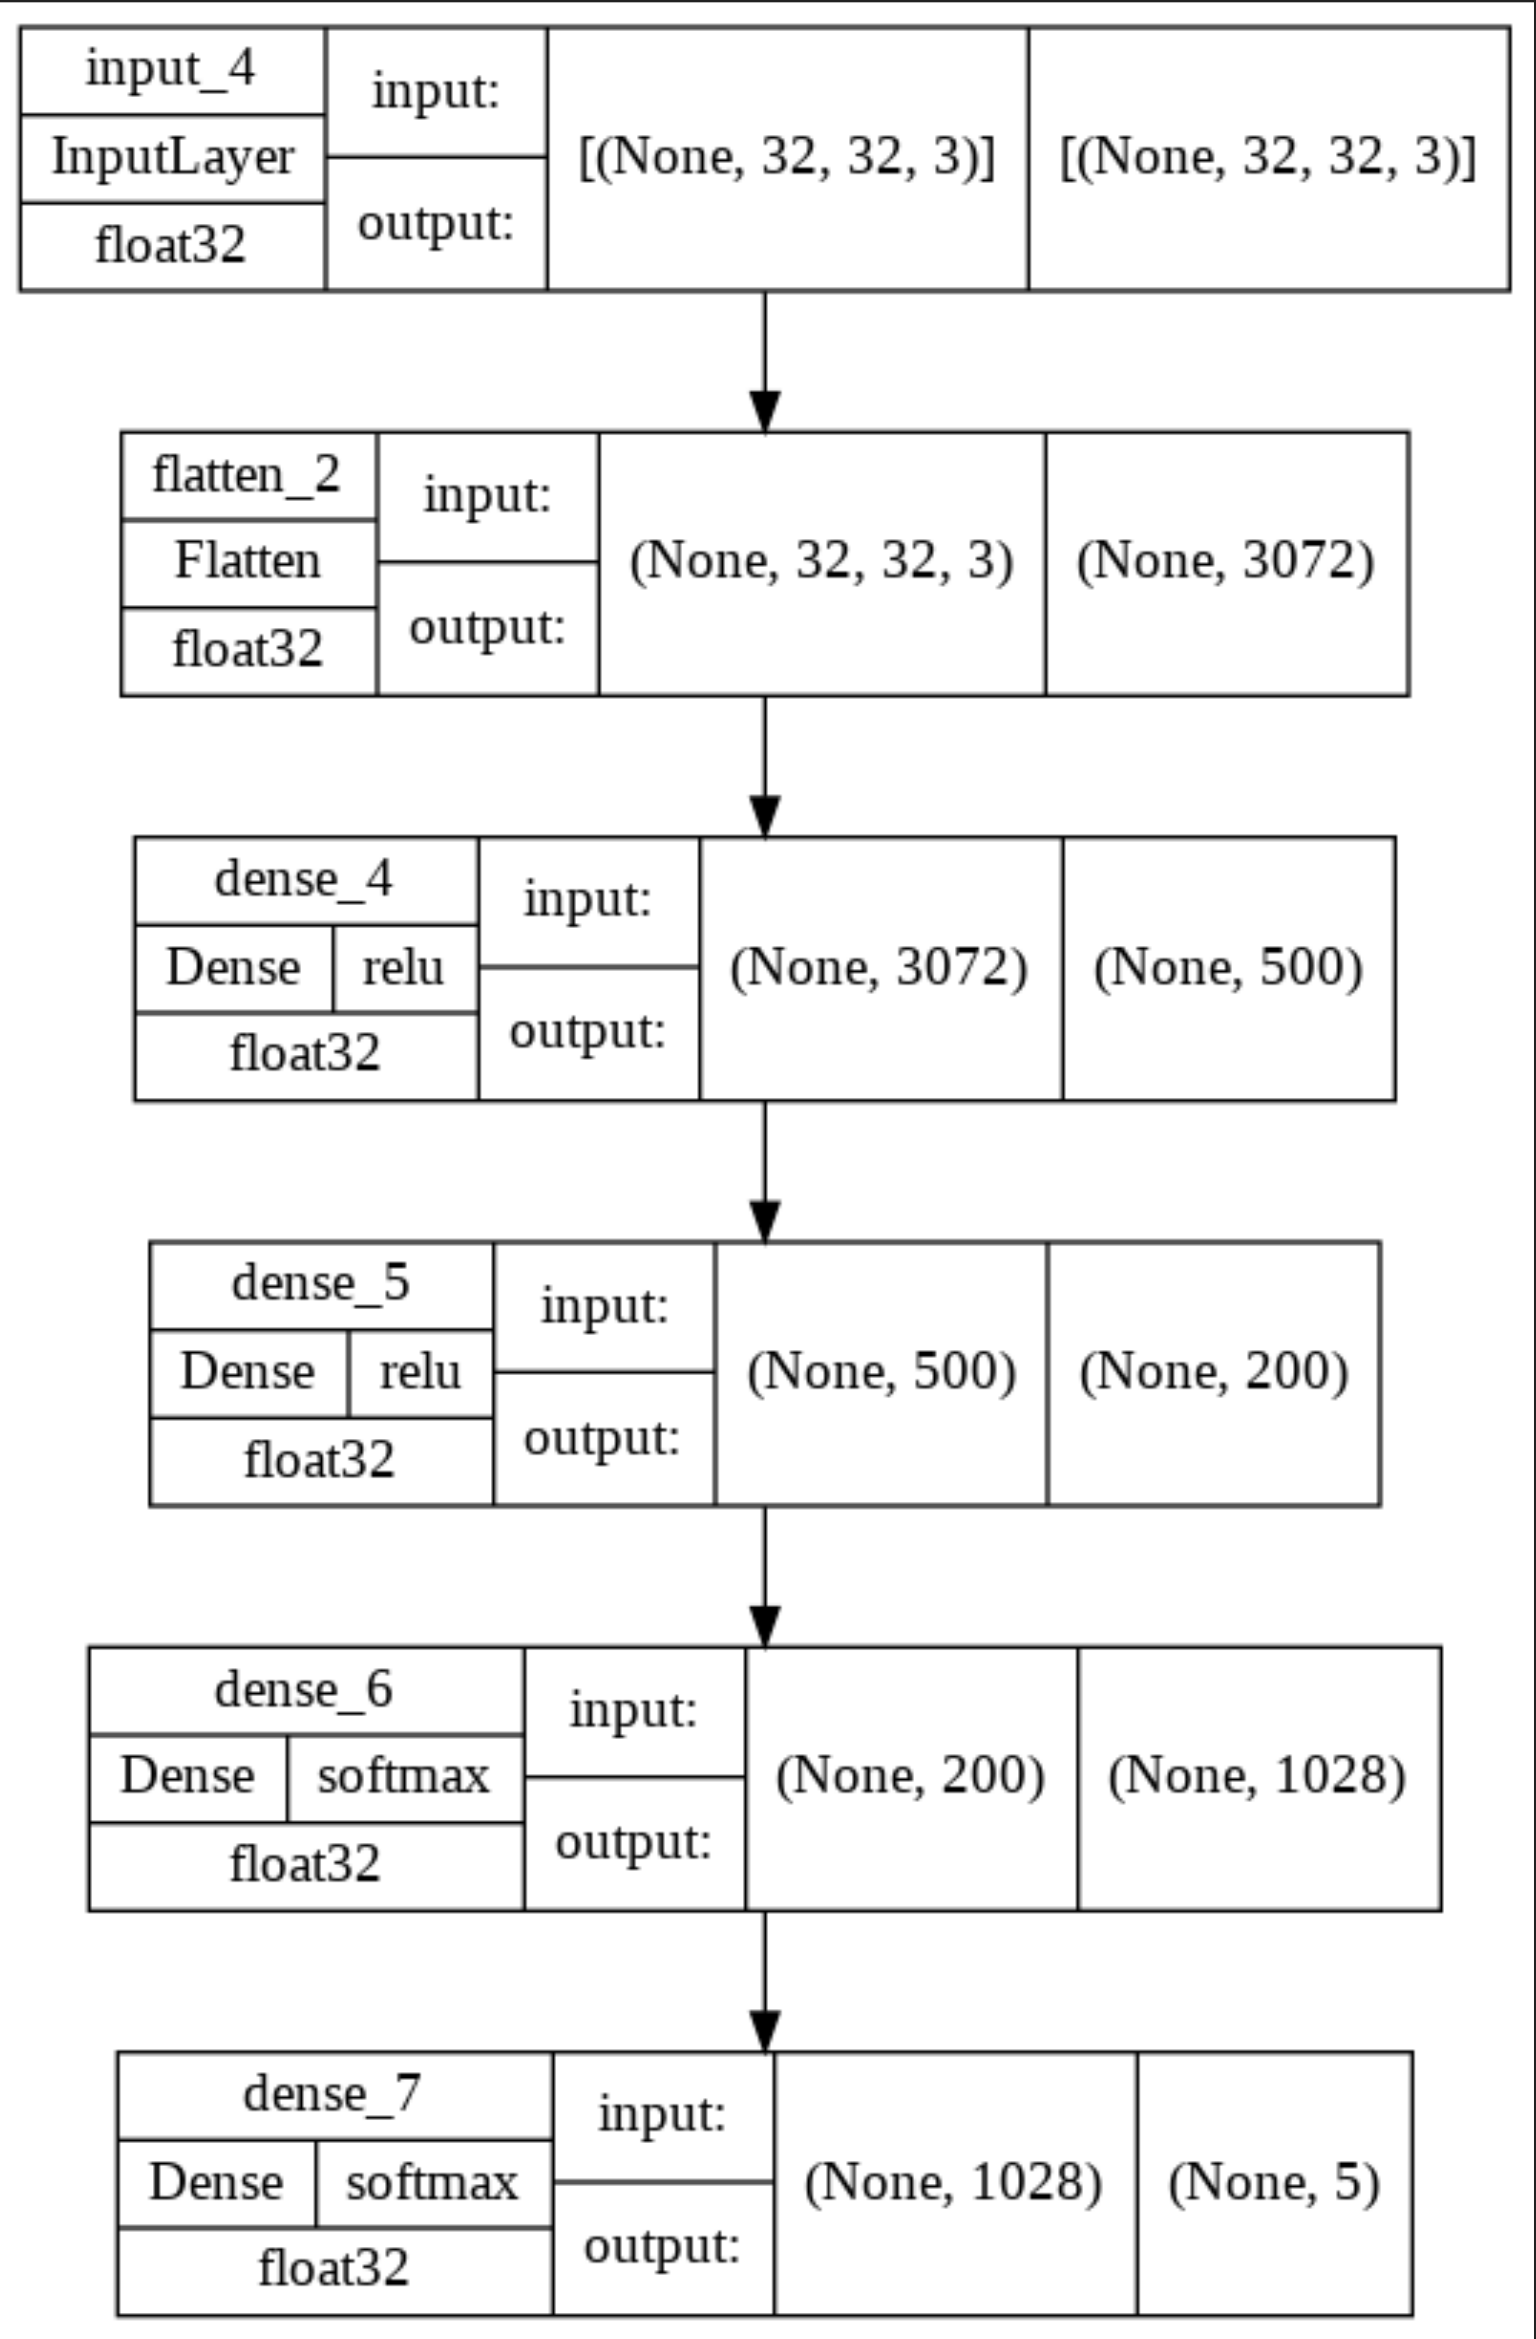 input_4
InputLayer
float32
input:
output:
[(None, 32, 32, 3)]
[(None, 32, 32, 3)]
flatten_2
Flatten
float32
input:
output:
(None, 32, 32, 3)
(None, 3072)
dense_4
Dense
relu
float32
input:
output:
(None, 3072)
(None, 500)
dense_5
Dense
relu
float32
input:
output:
(None, 500)
(None, 200)
dense_6
Dense
softmax
float32
input:
output:
(None, 200)
(None, 1028)
dense_7
Dense
softmax
float32
input:
output:
(None, 1028)
(None, 5)